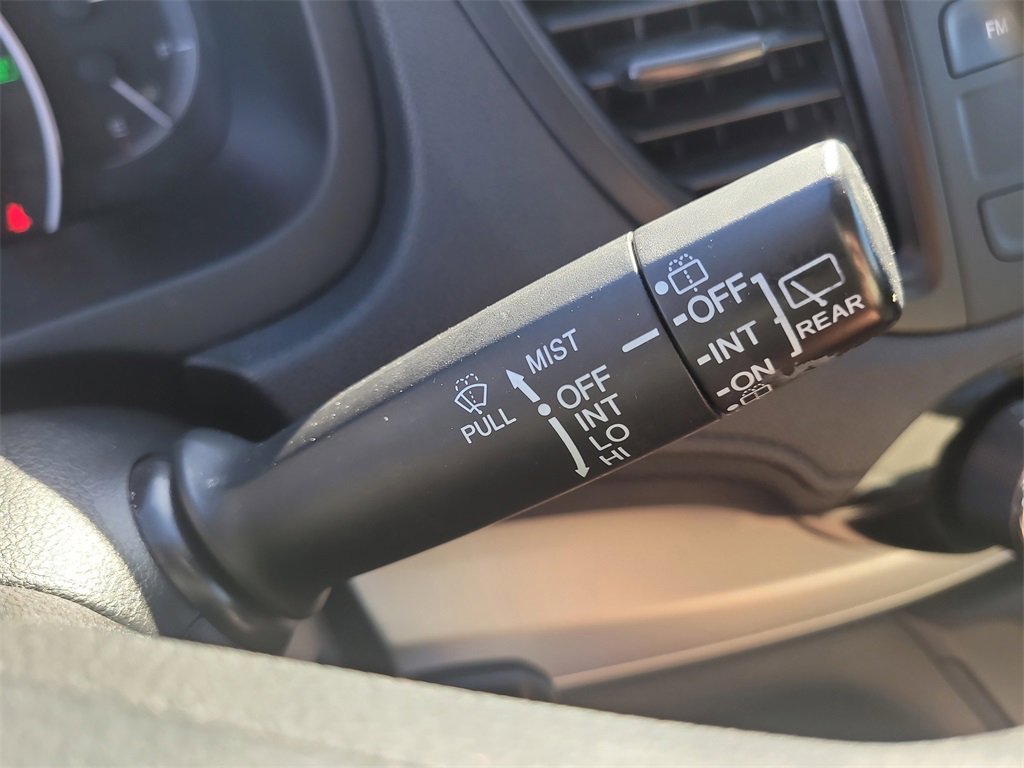 FM
OFF
INT
ON
REAR
MIST
OFF
INT
LO
HI
PULL